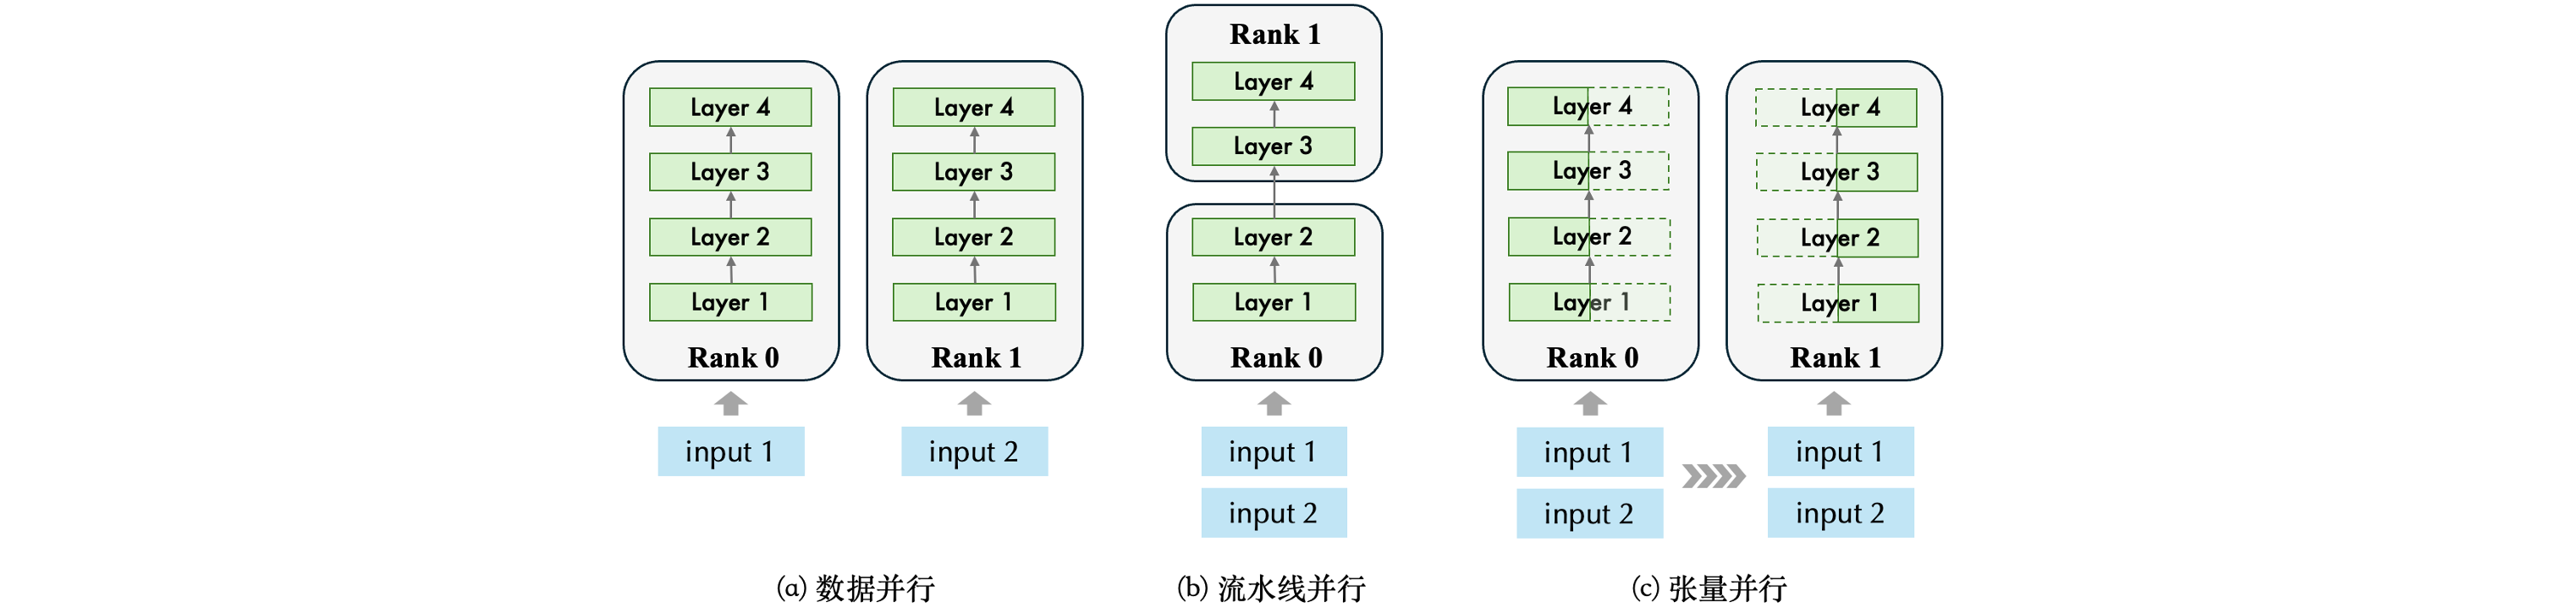 Layer 4
Layer 3
Layer 2
Layer 1
Rank 0
input 1
Layer 4
Layer 3
Layer 2
Layer 1
Rank 1
input 2
(a) 数据并行
Rank 1
Layer 4
Layer 3
Layer 2
Layer 1
Rank 0
input 1
input 2
(b) 流水线并行
Layer 4
Layer 3
Layer 2
Layer 1
Rank 0
input 1
input 2
Layer 4
Layer 3
Layer 2
Layer 1
Rank 1
input 1
input 2
(c) 张量并行